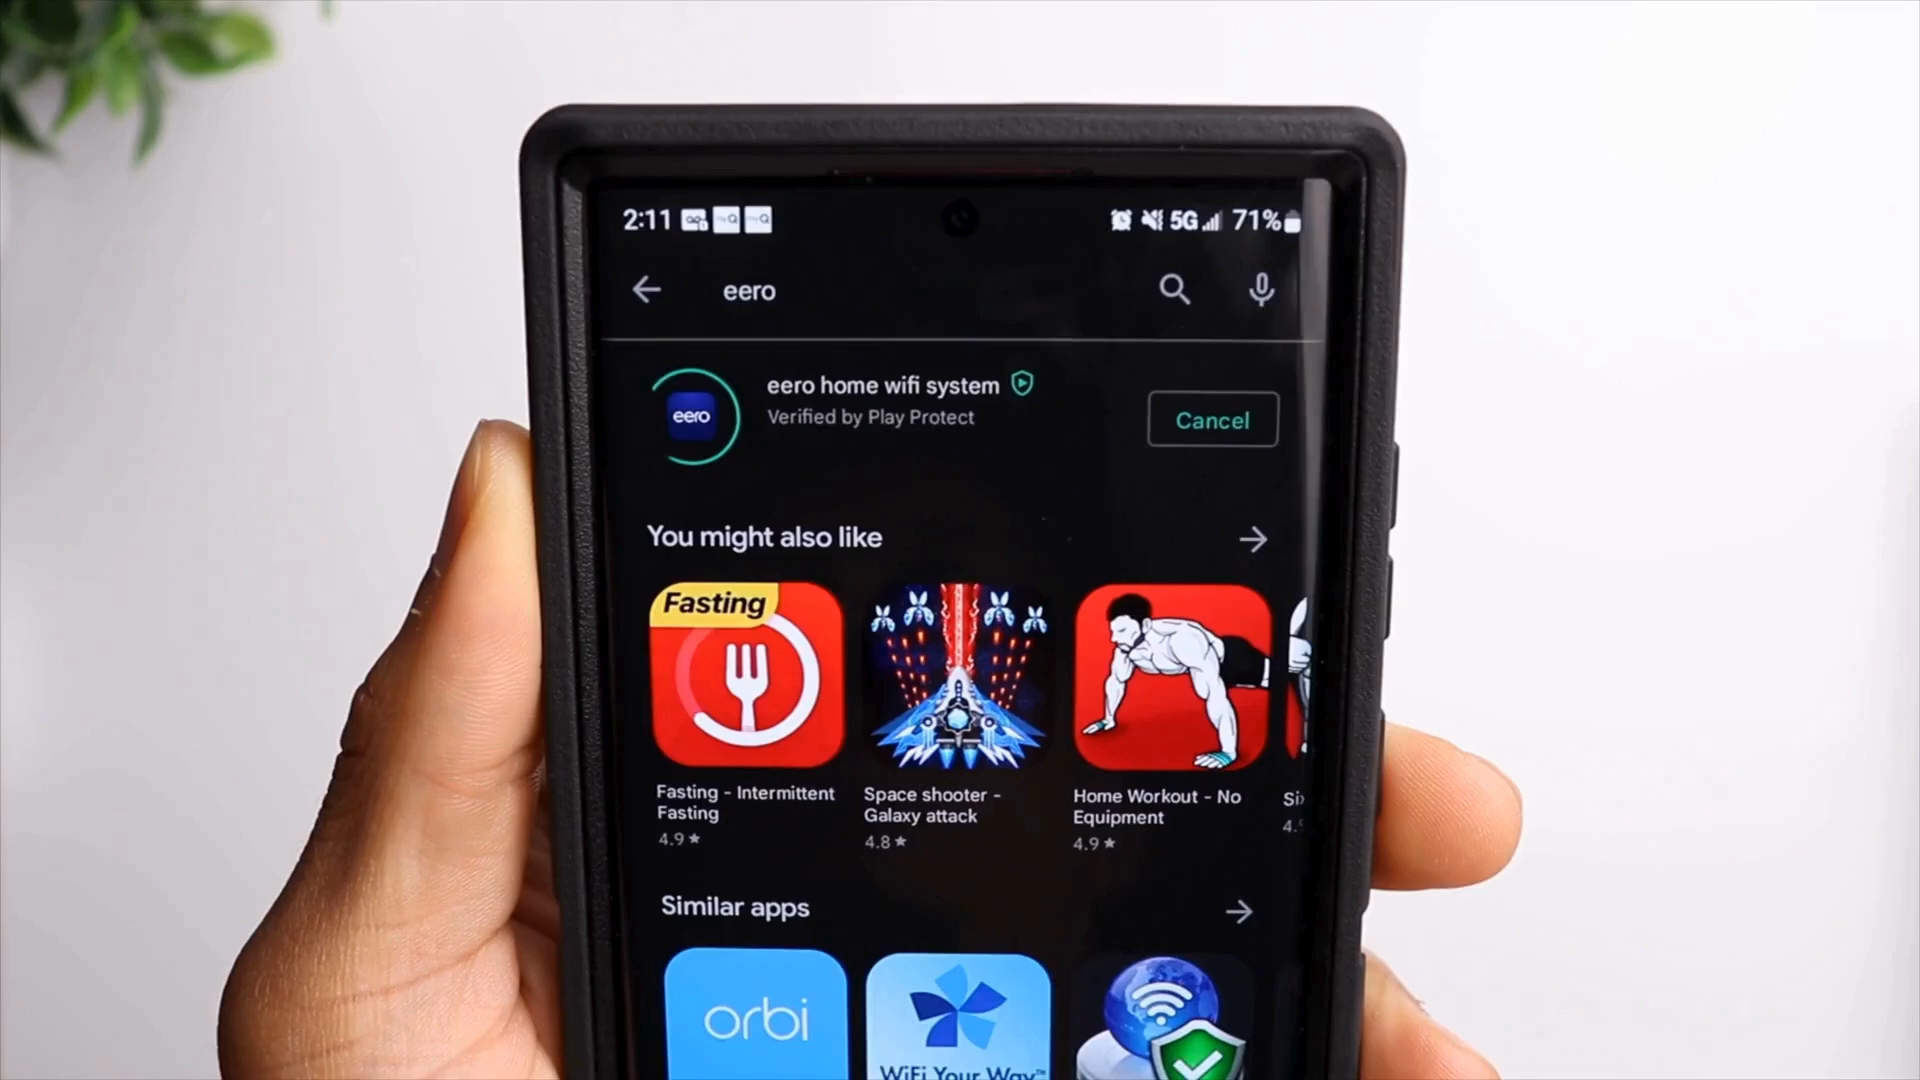 2:11 5G 71%
eero
eero
eero home wifi system
Verified by Play Protect
Cancel
You might also like
Fasting
Fasting - Intermittent
Fasting
4.9 ★
Space shooter -
Galaxy attack
4.8 ★
Home Workout - No
Equipment
4.9 ★
Similar apps
orbi
WiFi Your Way™